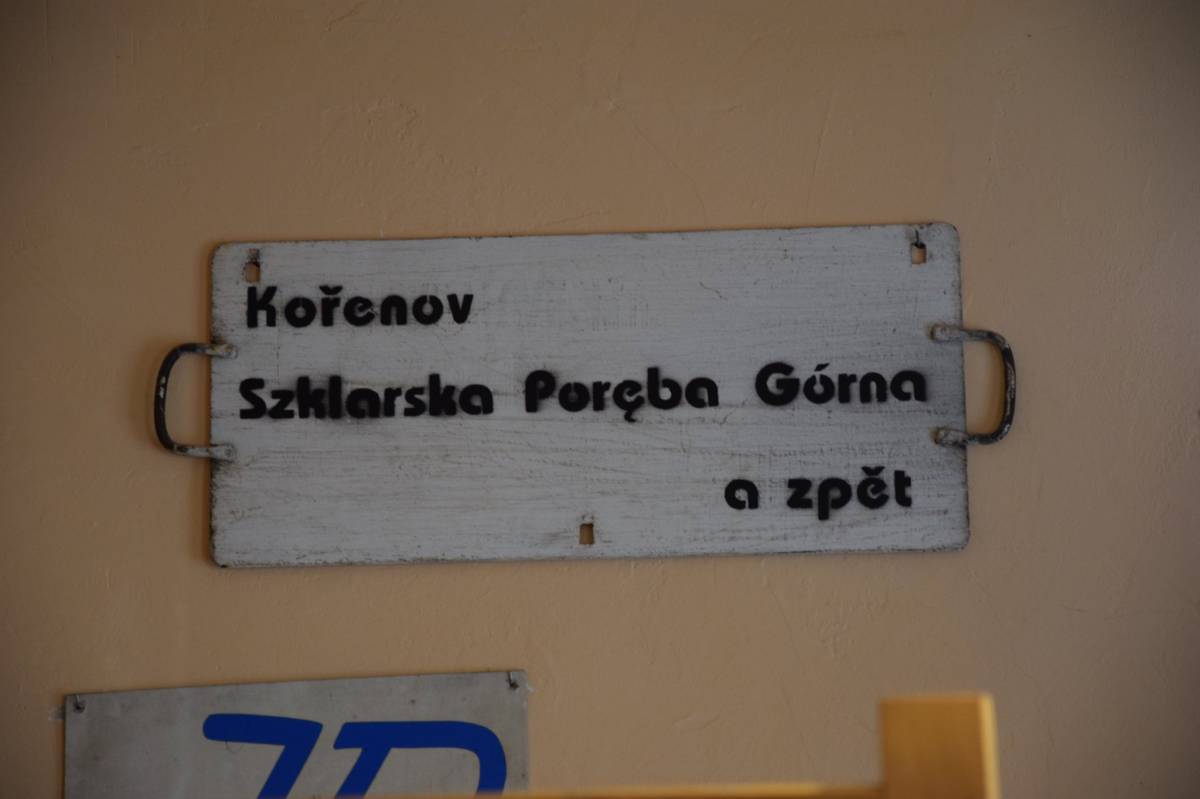 Kořenov
Szklarska Poręba Górna
a zpět